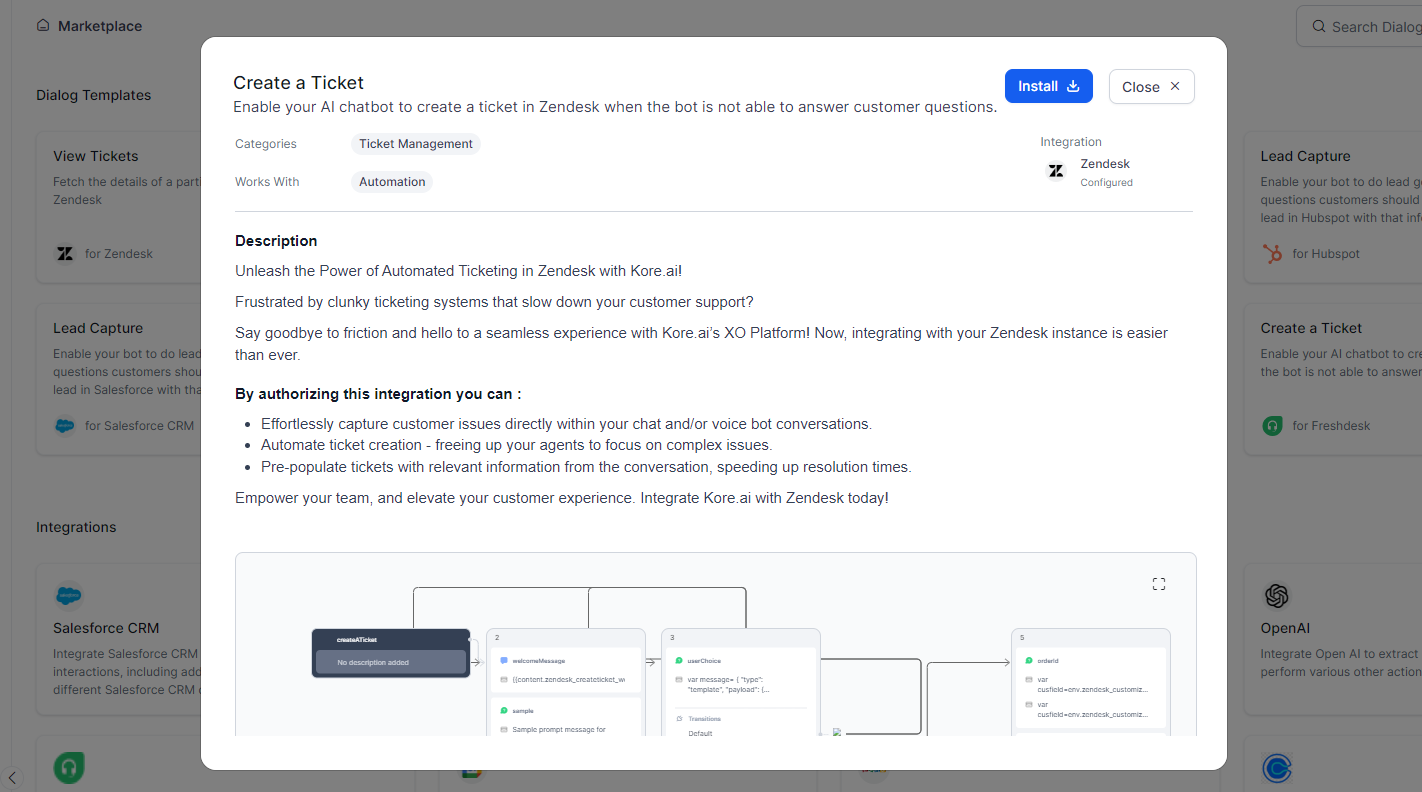 Marketplace
Search Dialog
Dialog Templates
View Tickets
Fetch the details of a parti
Zendesk
for Zendesk
Lead Capture
Enable your bot to do lead
questions customers shou
lead in Salesforce with tha
for Salesforce CRM
Integrations
Salesforce CRM
Integrate Salesforce CRM
interactions, including add
different Salesforce CRM
Create a Ticket
Enable your AI chatbot to create a ticket in Zendesk when the bot is not able to answer customer questions.
Install
Close
Categories
Ticket Management
Works With
Automation
Integration
Zendesk
Configured
Description
Unleash the Power of Automated Ticketing in Zendesk with Kore.ai!
Frustrated by clunky ticketing systems that slow down your customer support?
Say goodbye to friction and hello to a seamless experience with Kore.ai’s XO Platform! Now, integrating with your Zendesk instance is easier
than ever.
By authorizing this integration you can :
Effortlessly capture customer issues directly within your chat and/or voice bot conversations.
Automate ticket creation - freeing up your agents to focus on complex issues.
Pre-populate tickets with relevant information from the conversation, speeding up resolution times.
Empower your team, and elevate your customer experience. Integrate Kore.ai with Zendesk today!
createATicket
No description added
2
welcomeMessage
{{content.zendesk_createticket_we
sample
Sample prompt message for
3
userChoice
var message= { "type":
"template", "payload": {...
Transitions
Default
5
orderId
var
cusfield=env.zendesk_customiz...
var
cusfield=env.zendesk_customiz...
Lead Capture
Enable your bot to do lead g
questions customers should
lead in Hubspot with that inf
for Hubspot
Create a Ticket
Enable your AI chatbot to cre
the bot is not able to answer
for Freshdesk
OpenAI
Integrate Open AI to extract
perform various other action